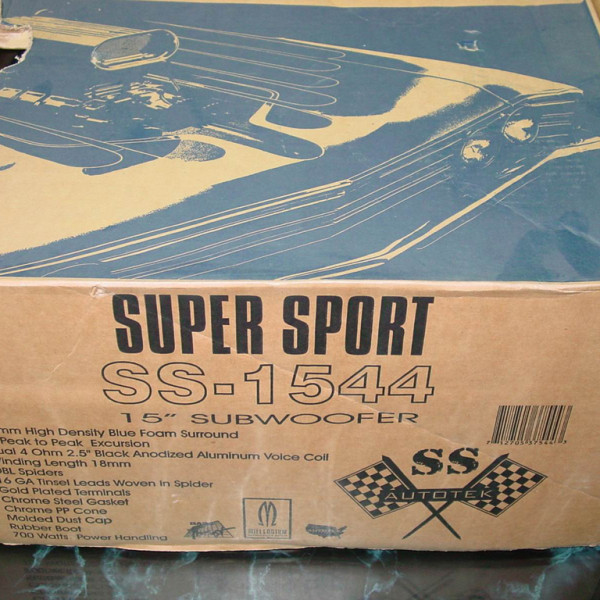 SUPER SPORT
SS-1544
15" SUBWOOFER
mm High Density Blue Foam Surround
Peak to Peak Excursion
ual 4 Ohm 2.5" Black Anodized Aluminum Voice Coil
inding Length 18mm
DBL Spiders
16 GA Tinsel Leads Woven in Spider
Gold Plated Terminals
Chrome Steel Gasket
Chrome PP Cone
Molded Dust Cap
Rubber Boot
700 Watts Power Handling
SS
AUTOTEK